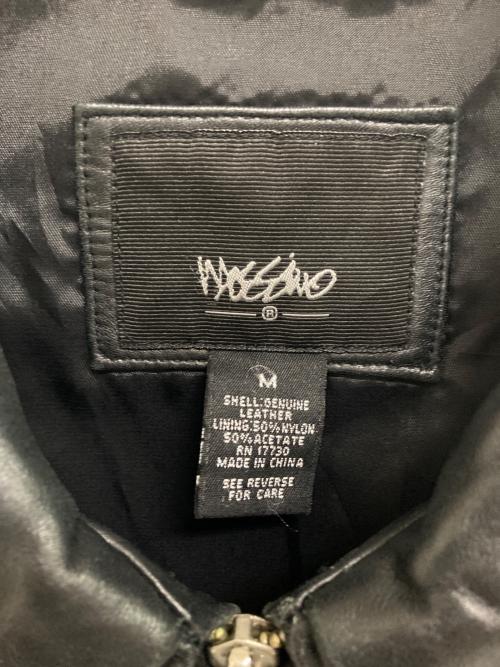 Mossimo
®
M
SHELL:GENUINE
LEATHER
LINING:50%NYLON
50%ACETATE
RN 17730
MADE IN CHINA
SEE REVERSE
FOR CARE